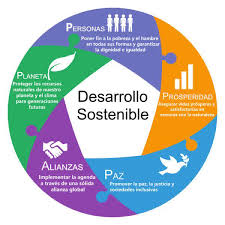 PERSONAS
Poner fin a la pobreza y el hambre
en todas sus formas y garantizar
la dignidad e igualdad
PLANETA
Proteger los recursos
naturales de nuestro
planeta y el clima
para generaciones
futuras
PROSPERIDAD
Asegurar vidas prósperas y
satisfactorias en
armonía con la naturaleza
Desarrollo
Sostenible
ALIANZAS
Implementar la agenda
a través de una sólida
alianza global
PAZ
Promover la paz, la justicia y
sociedades inclusivas